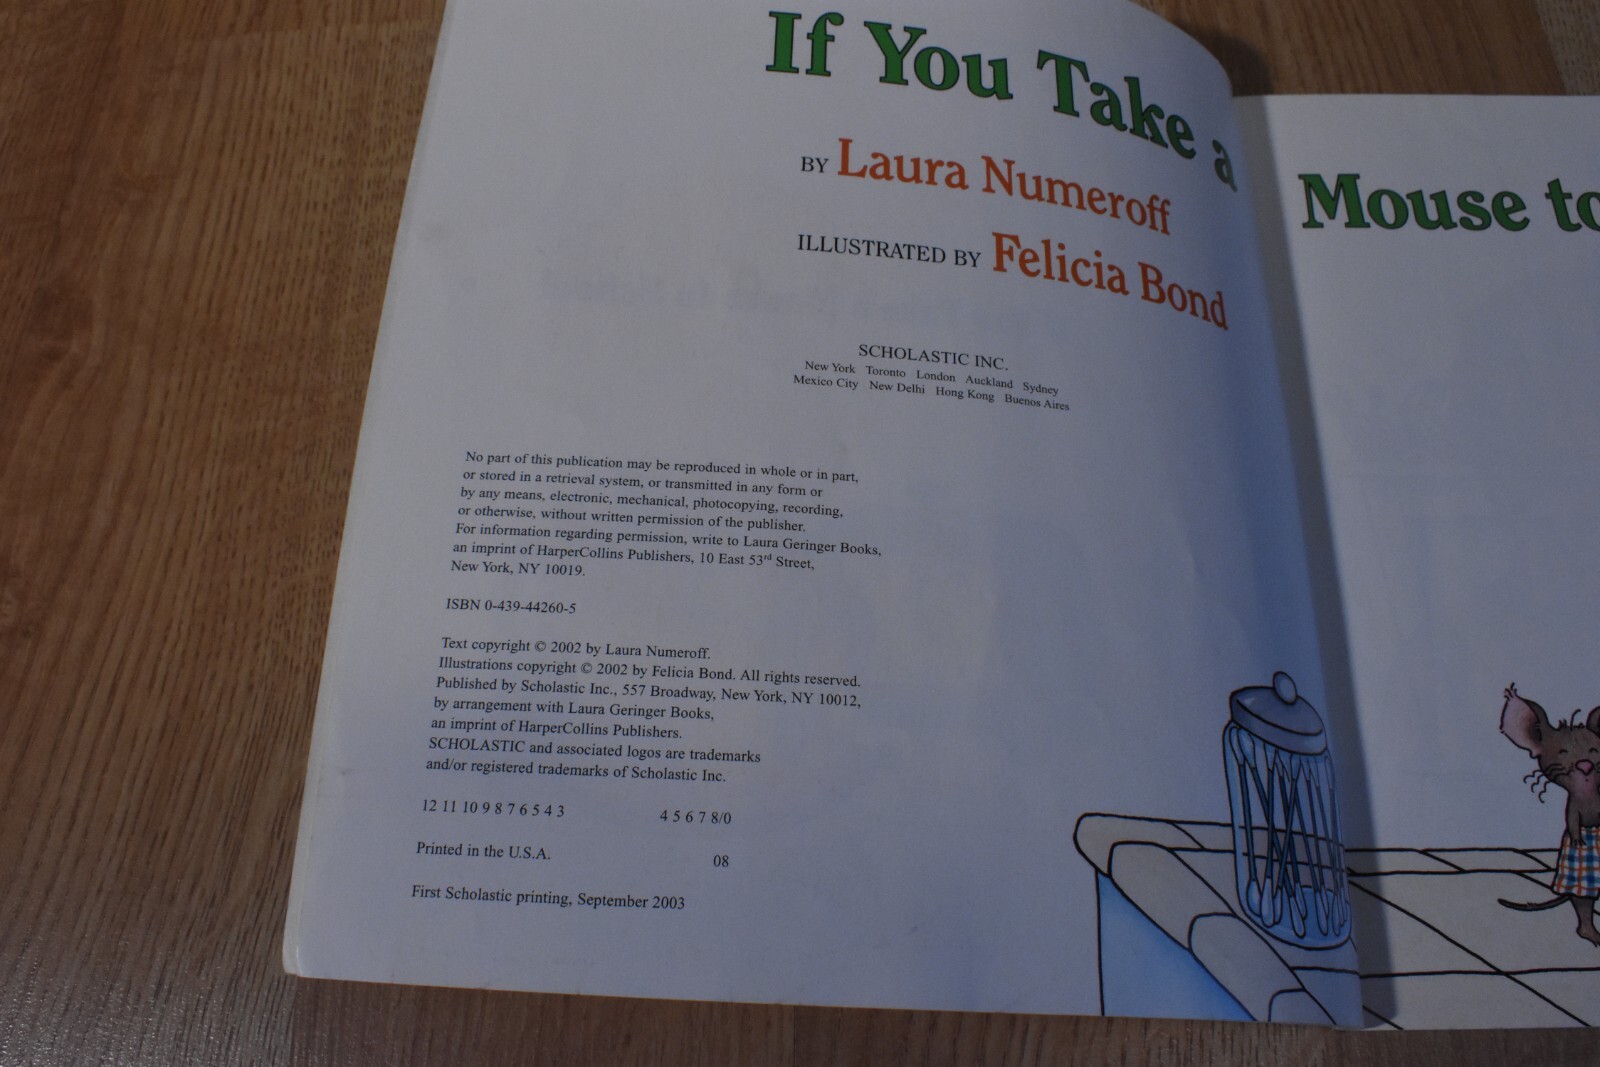 If You Take a
Mouse to
BY Laura Numeroff
ILLUSTRATED BY Felicia Bond
SCHOLASTIC INC.
New York Toronto London Auckland Sydney
Mexico City New Delhi Hong Kong Buenos Aires
No part of this publication may be reproduced in whole or in part,
or stored in a retrieval system, or transmitted in any form or
by any means, electronic, mechanical, photocopying, recording,
or otherwise, without written permission of the publisher.
For information regarding permission, write to Laura Geringer Books,
an imprint of HarperCollins Publishers, 10 East 53rd Street,
New York, NY 10019.
ISBN 0-439-44260-5
Text copyright © 2002 by Laura Numeroff.
Illustrations copyright © 2002 by Felicia Bond. All rights reserved.
Published by Scholastic Inc., 557 Broadway, New York, NY 10012,
by arrangement with Laura Geringer Books,
an imprint of HarperCollins Publishers.
SCHOLASTIC and associated logos are trademarks
and/or registered trademarks of Scholastic Inc.
12 11 10 9 8 7 6 5 4 3 4 5 6 7 8/0
Printed in the U.S.A. 08
First Scholastic printing, September 2003